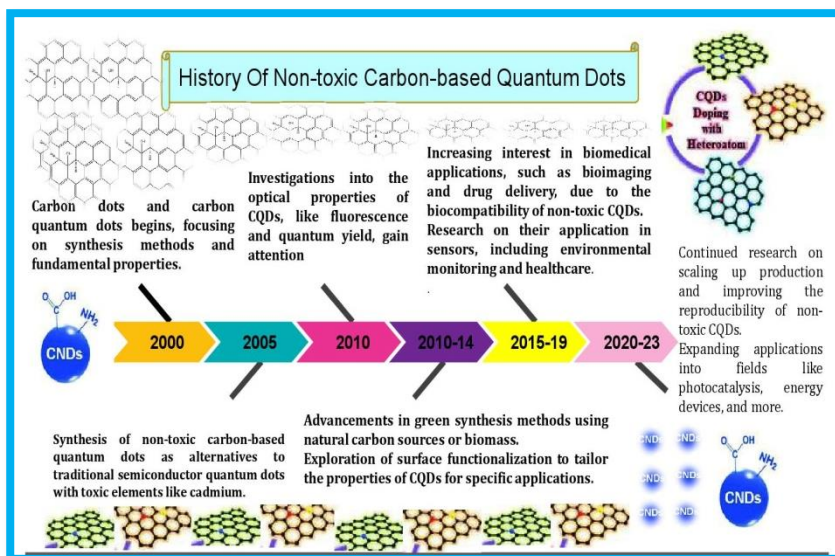 History Of Non-toxic Carbon-based Quantum Dots
CQDs
Doping
with
Heteroatom
Carbon dots and carbon
quantum dots begins, focusing
on synthesis methods and
fundamental properties.
Investigations into the
optical properties of
CQDs, like fluorescence
and quantum yield, gain
attention
Increasing interest in biomedical
applications, such as bioimaging
and drug delivery, due to the
biocompatibility of non-toxic CQDs.
Research on their application in
sensors, including environmental
monitoring and healthcare.
.
Continued research on
scaling up production
and improving the
reproducibility of non-
toxic CQDs.
Expanding applications
into fields like
photocatalysis, energy
devices, and more.
O
OH
NH2
CNDs
2000
2005
2010
2010-14
2015-19
2020-23
Synthesis of non-toxic carbon-based
quantum dots as alternatives to
traditional semiconductor quantum dots
with toxic elements like cadmium.
Advancements in green synthesis methods using
natural carbon sources or biomass.
Exploration of surface functionalization to tailor
the properties of CQDs for specific applications.
CNDs CNDs
CNDs CNDs
CNDs CNDs
O
OH
NH2
CNDs